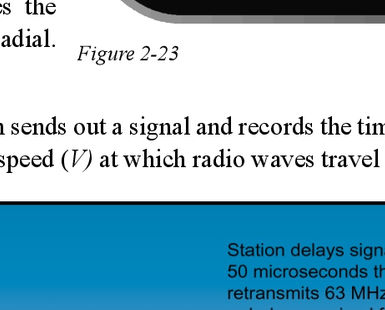 es the
adial.
Figure 2-23
n sends out a signal and records the tim
speed (V) at which radio waves travel
Station delays sign
50 microseconds th
retransmits 63 MHz